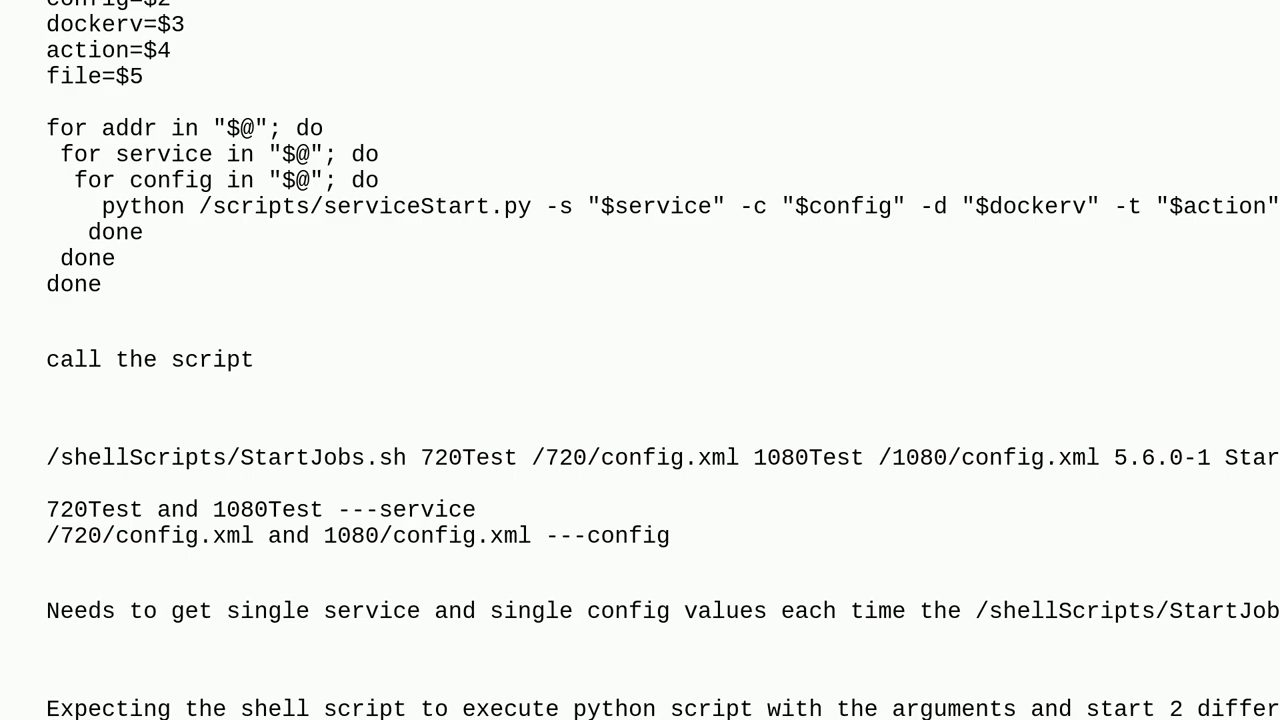 config=$2
dockerv=$3
action=$4
file=$5
for addr in "$@"; do
for service in "$@"; do
for config in "$@"; do
python /scripts/serviceStart.py -s "$service" -c "$config" -d "$dockerv" -t "$action"
done
done
done
call the script
/shellScripts/StartJobs.sh 720Test /720/config.xml 1080Test /1080/config.xml 5.6.0-1 Star
720Test and 1080Test ---service
/720/config.xml and 1080/config.xml ---config
Needs to get single service and single config values each time the /shellScripts/StartJob
Expecting the shell script to execute python script with the arguments and start 2 differ